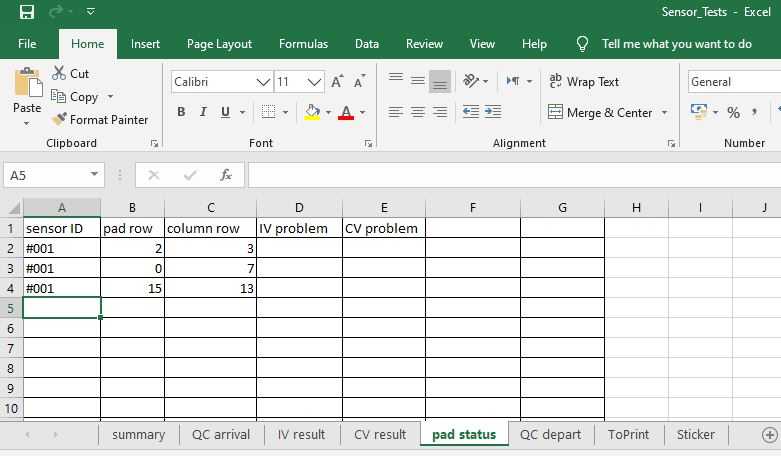 Sensor_Tests - Excel
File Home Insert Page Layout Formulas Data Review View Help Tell me what you want to do
Cut
Copy
Format Painter
Paste
Calibri 11 A A
B I U A
ab Wrap Text
Merge & Center
General
% ,
Clipboard Font Alignment Number
A5 fx
A B C D E F G H I J
1 sensor ID pad row column row IV problem CV problem
2 #001 2 3
3 #001 0 7
4 #001 15 13
5
6
7
8
9
10
summary QC arrival IV result CV result pad status QC depart ToPrint Sticker